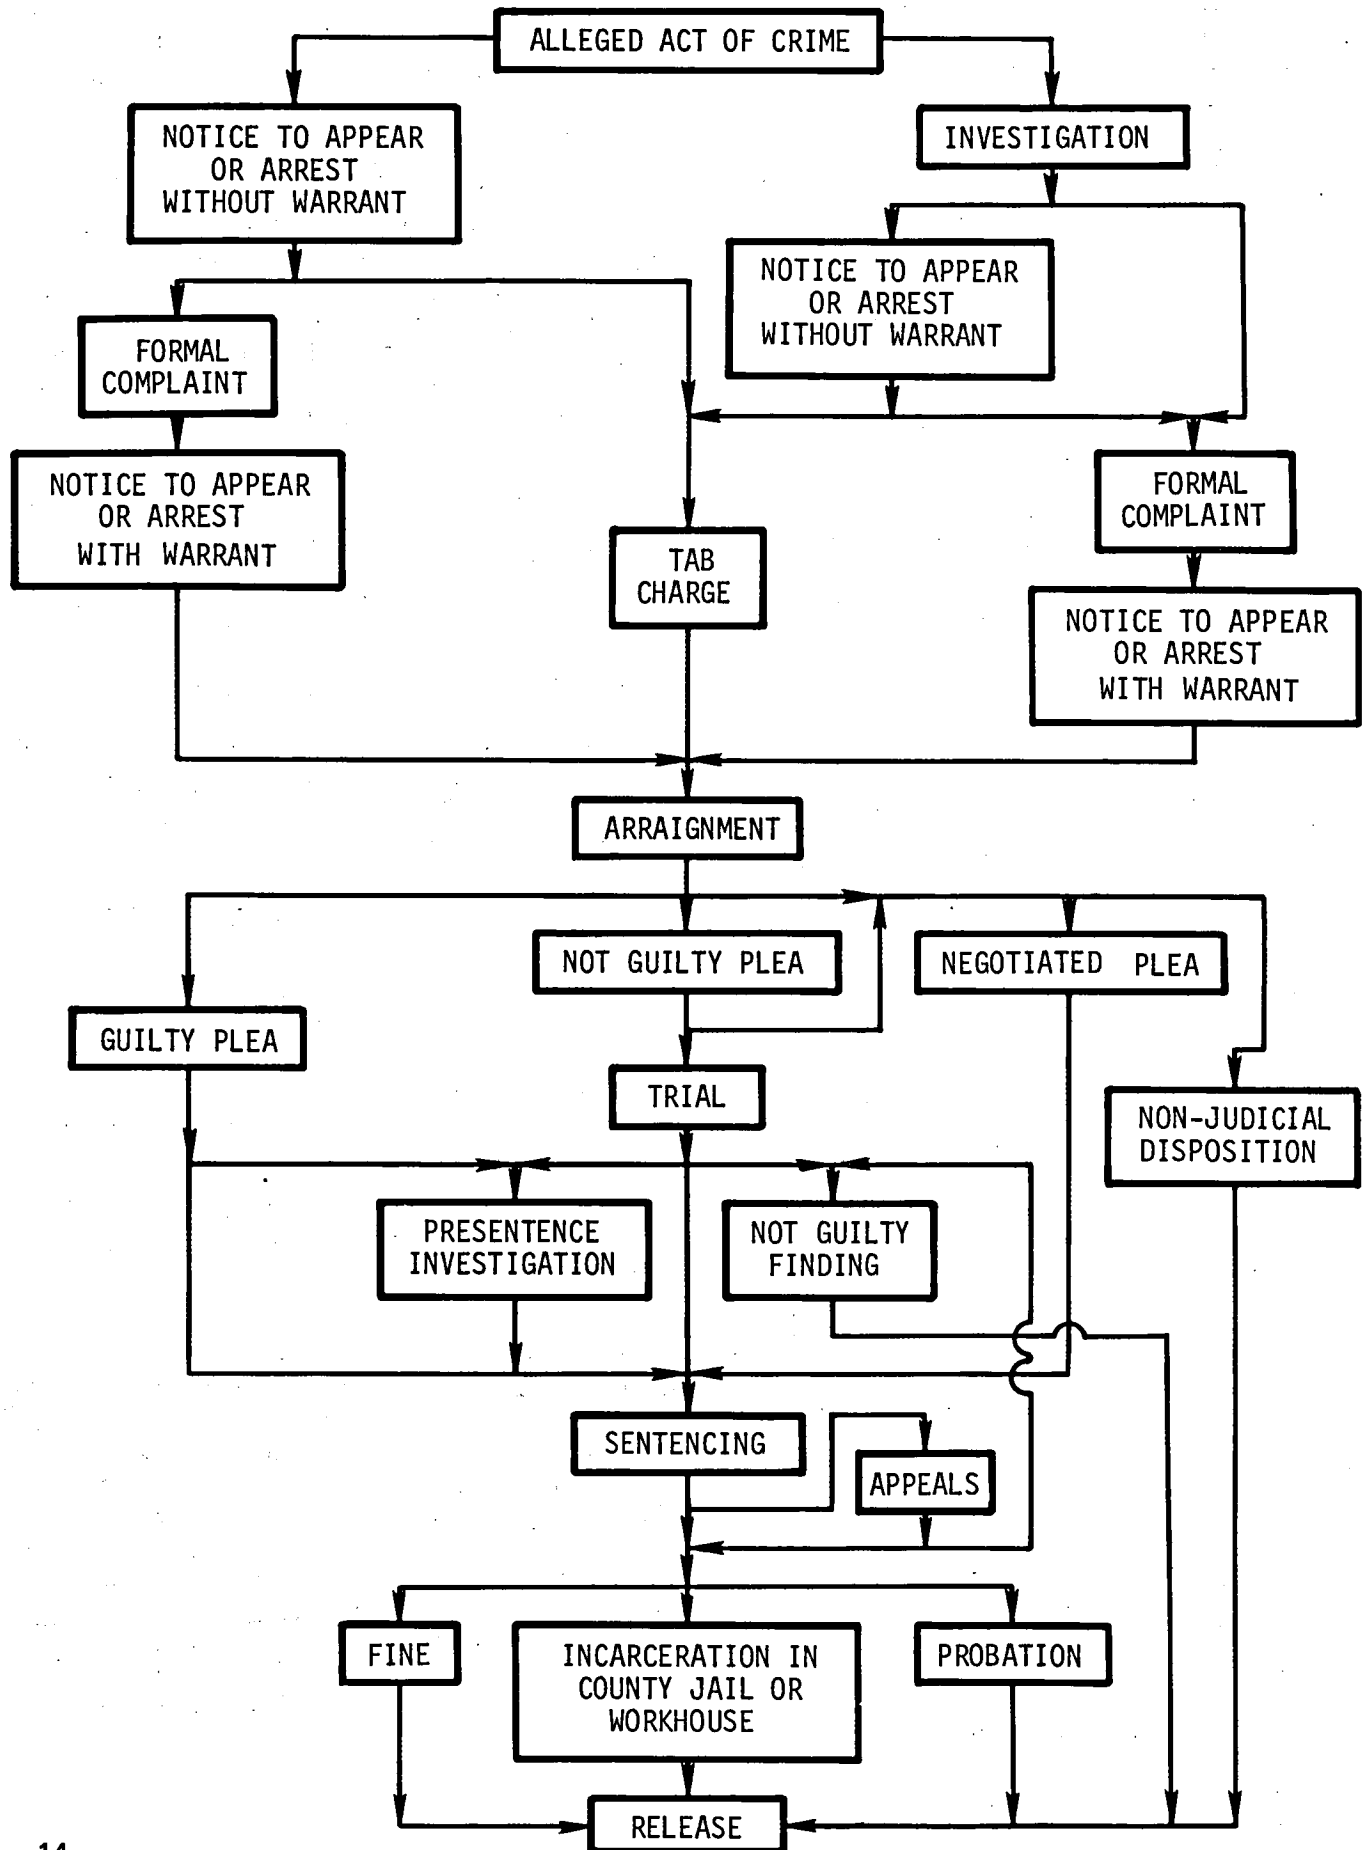 ALLEGED ACT OF CRIME
NOTICE TO APPEAR
OR ARREST
WITHOUT WARRANT
INVESTIGATION
NOTICE TO APPEAR
OR ARREST
WITHOUT WARRANT
FORMAL
COMPLAINT
NOTICE TO APPEAR
OR ARREST
WITH WARRANT
FORMAL
COMPLAINT
TAB
CHARGE
NOTICE TO APPEAR
OR ARREST
WITH WARRANT
ARRAIGNMENT
NOT GUILTY PLEA
NEGOTIATED PLEA
GUILTY PLEA
TRIAL
NON-JUDICIAL
DISPOSITION
PRESENTENCE
INVESTIGATION
NOT GUILTY
FINDING
SENTENCING
APPEALS
FINE
INCARCERATION IN
COUNTY JAIL OR
WORKHOUSE
PROBATION
RELEASE